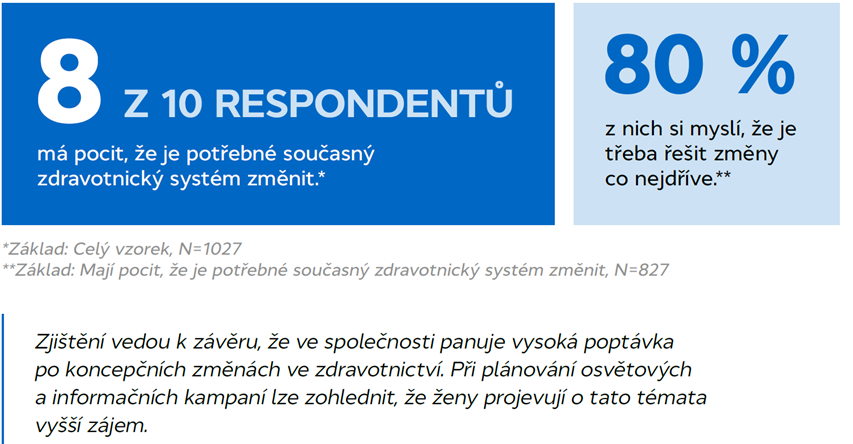 8 Z 10 RESPONDENTŮ
má pocit, že je potřebné současný
zdravotnický systém změnit.*
80 %
z nich si myslí, že je
třeba řešit změny
co nejdříve.**
*Základ: Celý vzorek, N=1027
**Základ: Mají pocit, že je potřebné současný zdravotnický systém změnit, N=827
Zjištění vedou k závěru, že ve společnosti panuje vysoká poptávka
po koncepčních změnách ve zdravotnictví. Při plánování osvětových
a informačních kampaní lze zohlednit, že ženy projevují o tato témata
vyšší zájem.